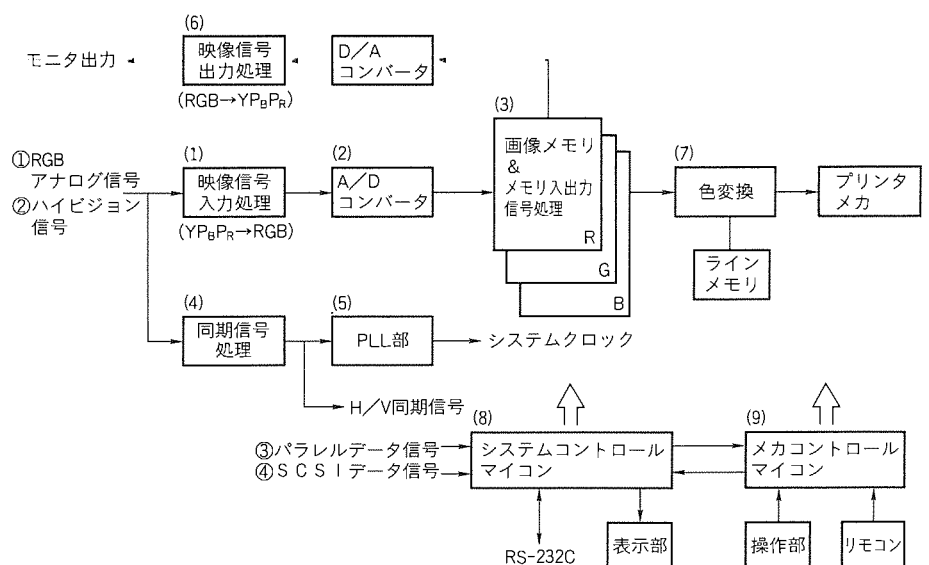 (6)
モニタ出力
映像信号
出力処理
D/A
コンバータ
(RGB→YPBPR)
(3)
①RGB
アナログ信号
②ハイビジョン
信号
(1)
映像信号
入力処理
(YPBPR→RGB)
(2)
A/D
コンバータ
画像メモリ
&
メモリ入出力
信号処理
R
G
B
(7)
色変換
プリンタ
メカ
ライン
メモリ
(4)
同期信号
処理
(5)
PLL部
システムクロック
H/V同期信号
③パラレルデータ信号
④SCSIデータ信号
(8)
システムコントロール
マイコン
(9)
メカコントロール
マイコン
RS-232C
表示部
操作部
リモコン